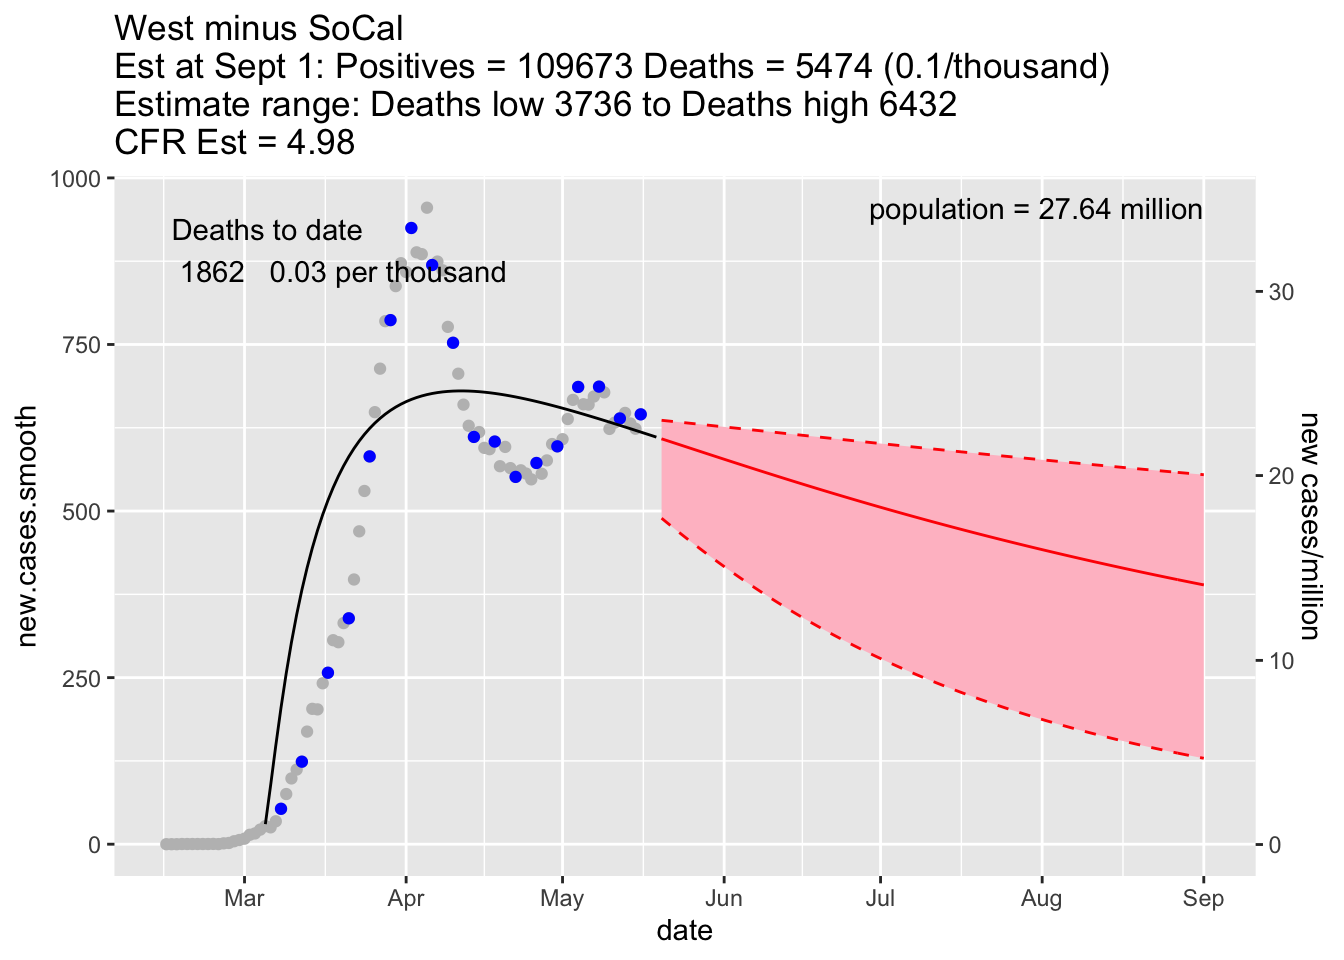 West minus SoCal
Est at Sept 1: Positives = 109673 Deaths = 5474 (0.1/thousand)
Estimate range: Deaths low 3736 to Deaths high 6432
CFR Est = 4.98
1000
750
500
250
0
new.cases.smooth
Deaths to date
1862 0.03 per thousand
population = 27.64 million
30
20
10
0
new cases/million
Mar Apr May Jun Jul Aug Sep
date